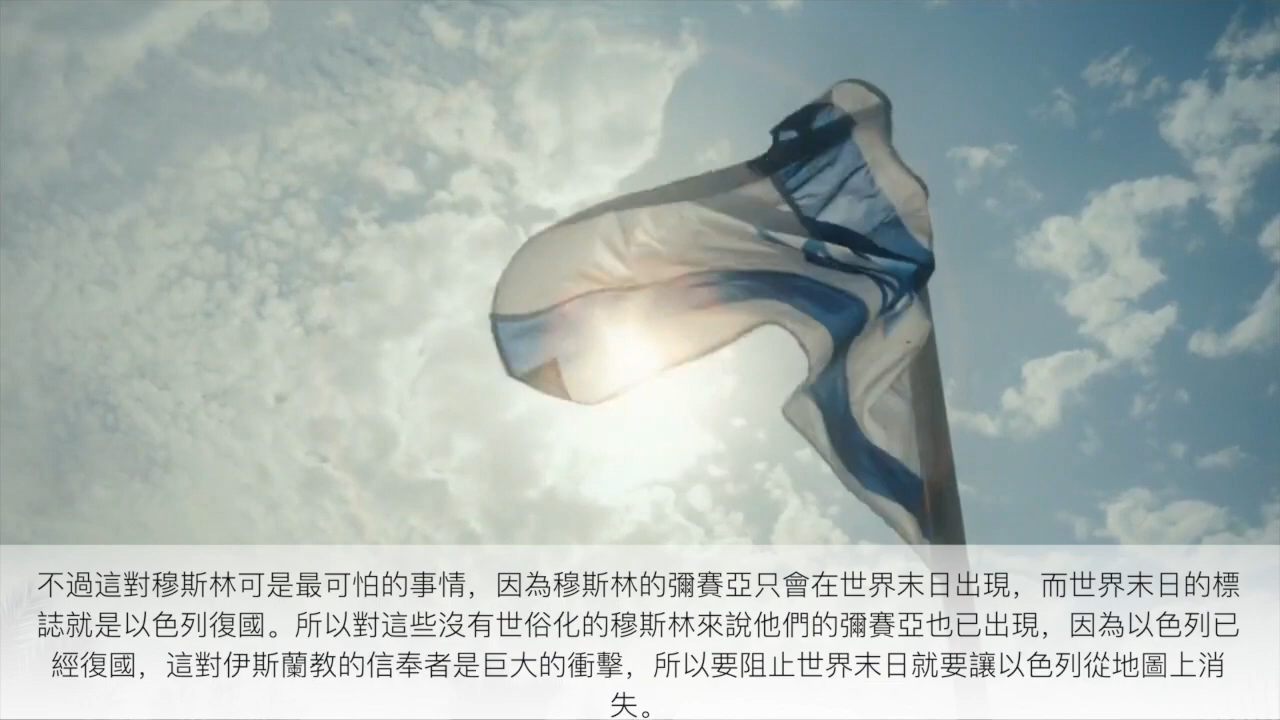 不過這對穆斯林可是最可怕的事情，因為穆斯林的彌賽亞只會在世界末日出現，而世界末日的標
誌就是以色列復國。所以對這些沒有世俗化的穆斯林來說他們的彌賽亞也已出現，因為以色列已
經復國，這對伊斯蘭教的信奉者是巨大的衝擊，所以要阻止世界末日就要讓以色列從地圖上消
失。